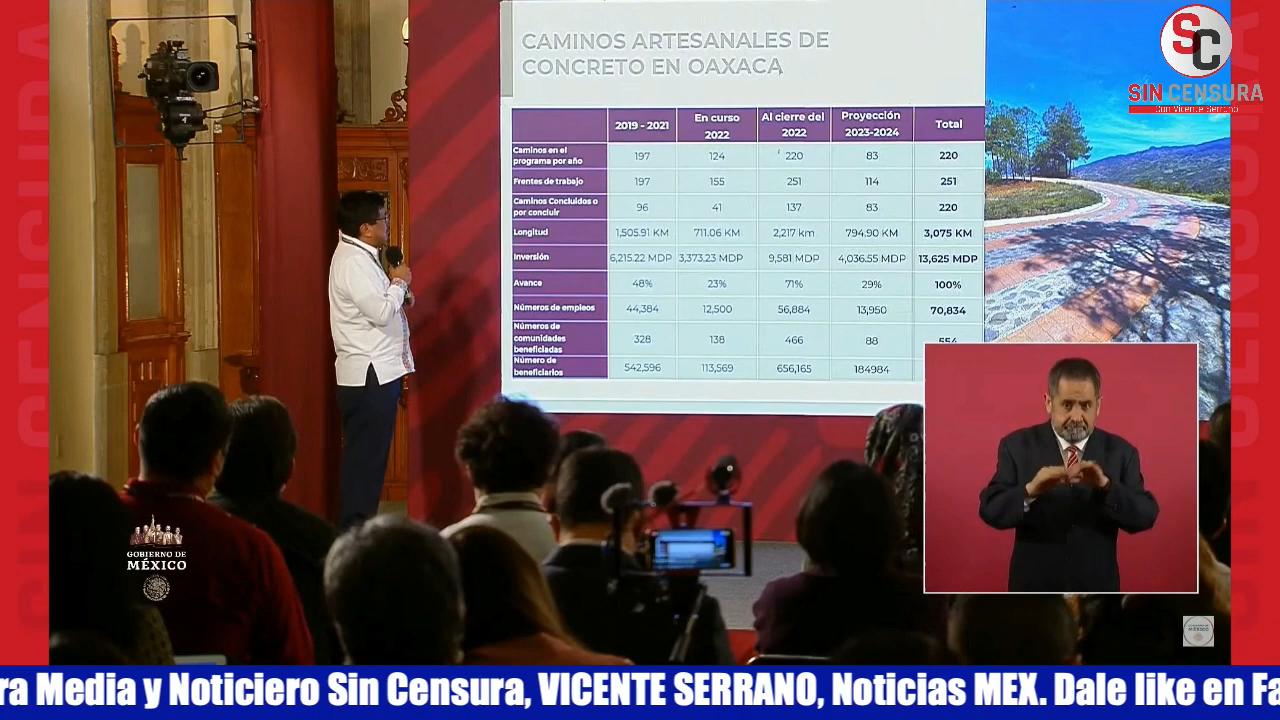 CAMINOS ARTESANALES DE
CONCRETO EN OAXACA
2019 - 2021 En curso 2022 Al cierre del 2022 Proyección 2023-2024 Total
Caminos en el programa por año 197 124 220 83 220
Frentes de trabajo 197 155 251 114 251
Caminos Concluidos o por concluir 96 41 137 83 220
Longitud 1,505.91 KM 711.06 KM 2,217 km 794.90 KM 3,075 KM
Inversión 6,215.22 MDP 3,373.23 MDP 9,581 MDP 4,036.55 MDP 13,625 MDP
Avance 48% 23% 71% 29% 100%
Números de empleos 44,384 12,500 56,884 13,950 70,834
Números de comunidades beneficiadas 328 138 466 88
Número de beneficiarios 542,596 113,569 656,165 184984
SC
SIN CENSURA
Con Vicente Serrano
SIN CENSURA
SIN CENSURA
GOBIERNO DE
MÉXICO
ra Media y Noticiero Sin Censura, VICENTE SERRANO, Noticias MEX. Dale like en Fa